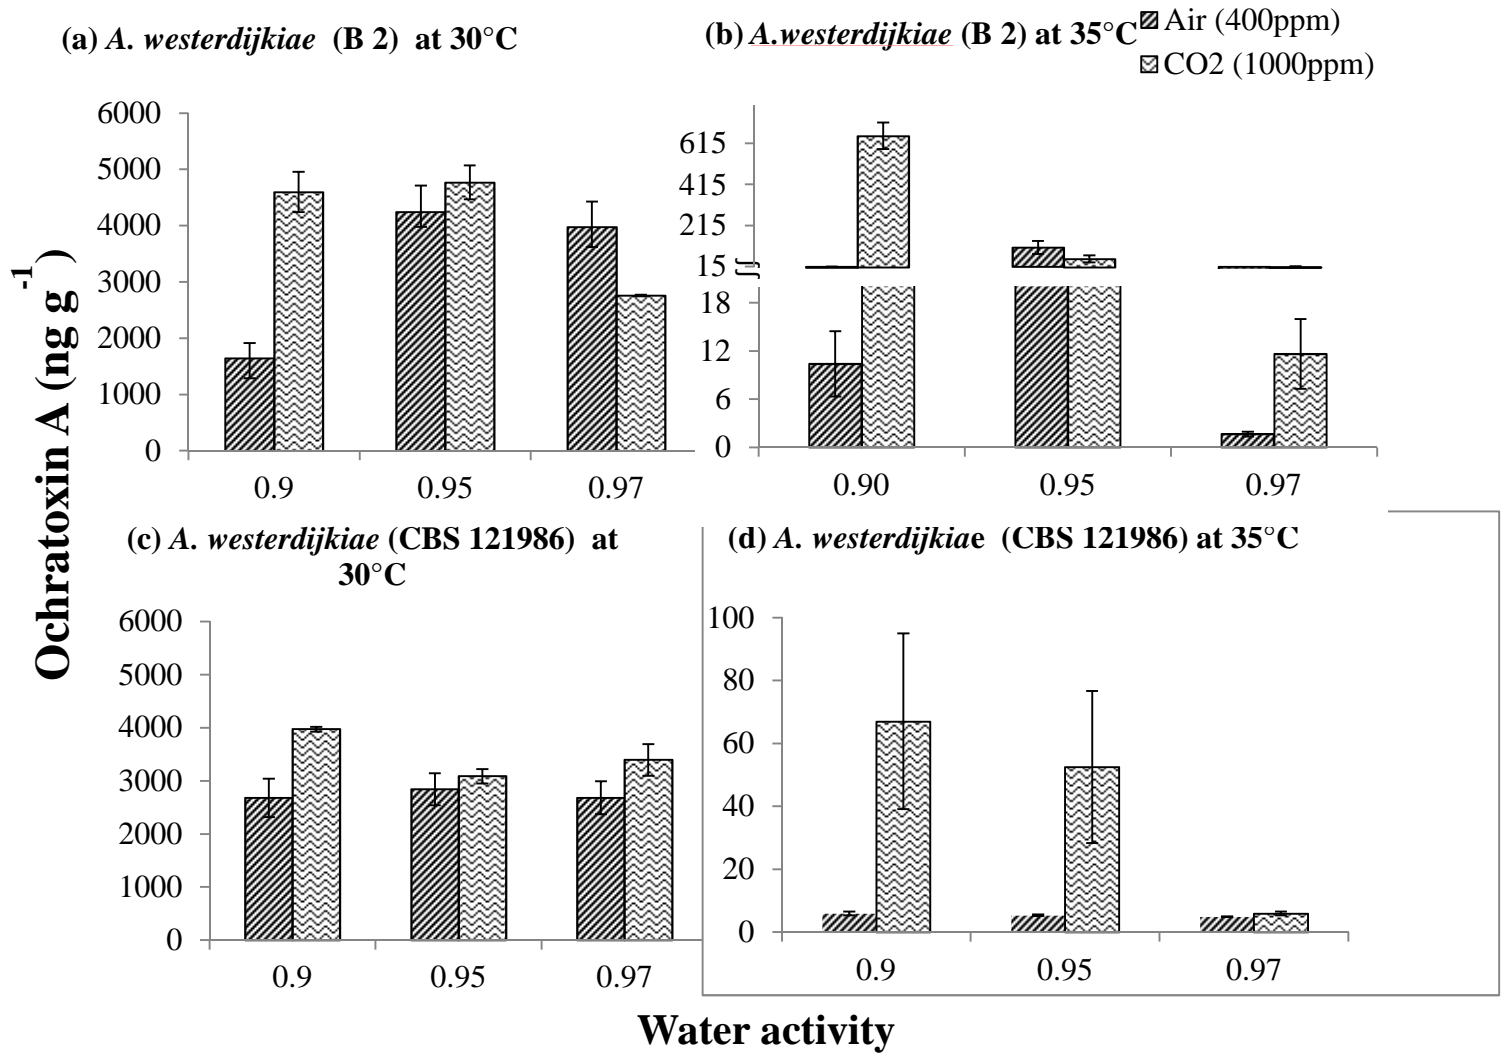 (a) A. westerdijkiae (B 2) at 30°C
(b) A.westerdijkiae (B 2) at 35°C
Air (400ppm)
CO2 (1000ppm)
Ochratoxin A (ng g -1 )
6000
5000
4000
3000
2000
1000
0
0.9 0.95 0.97
615
415
215
15
18
12
6
0
0.90 0.95 0.97
(c) A. westerdijkiae (CBS 121986) at
30°C
6000
5000
4000
3000
2000
1000
0
0.9 0.95 0.97
(d) A. westerdijkiae (CBS 121986) at 35°C
100
80
60
40
20
0
0.9 0.95 0.97
Water activity